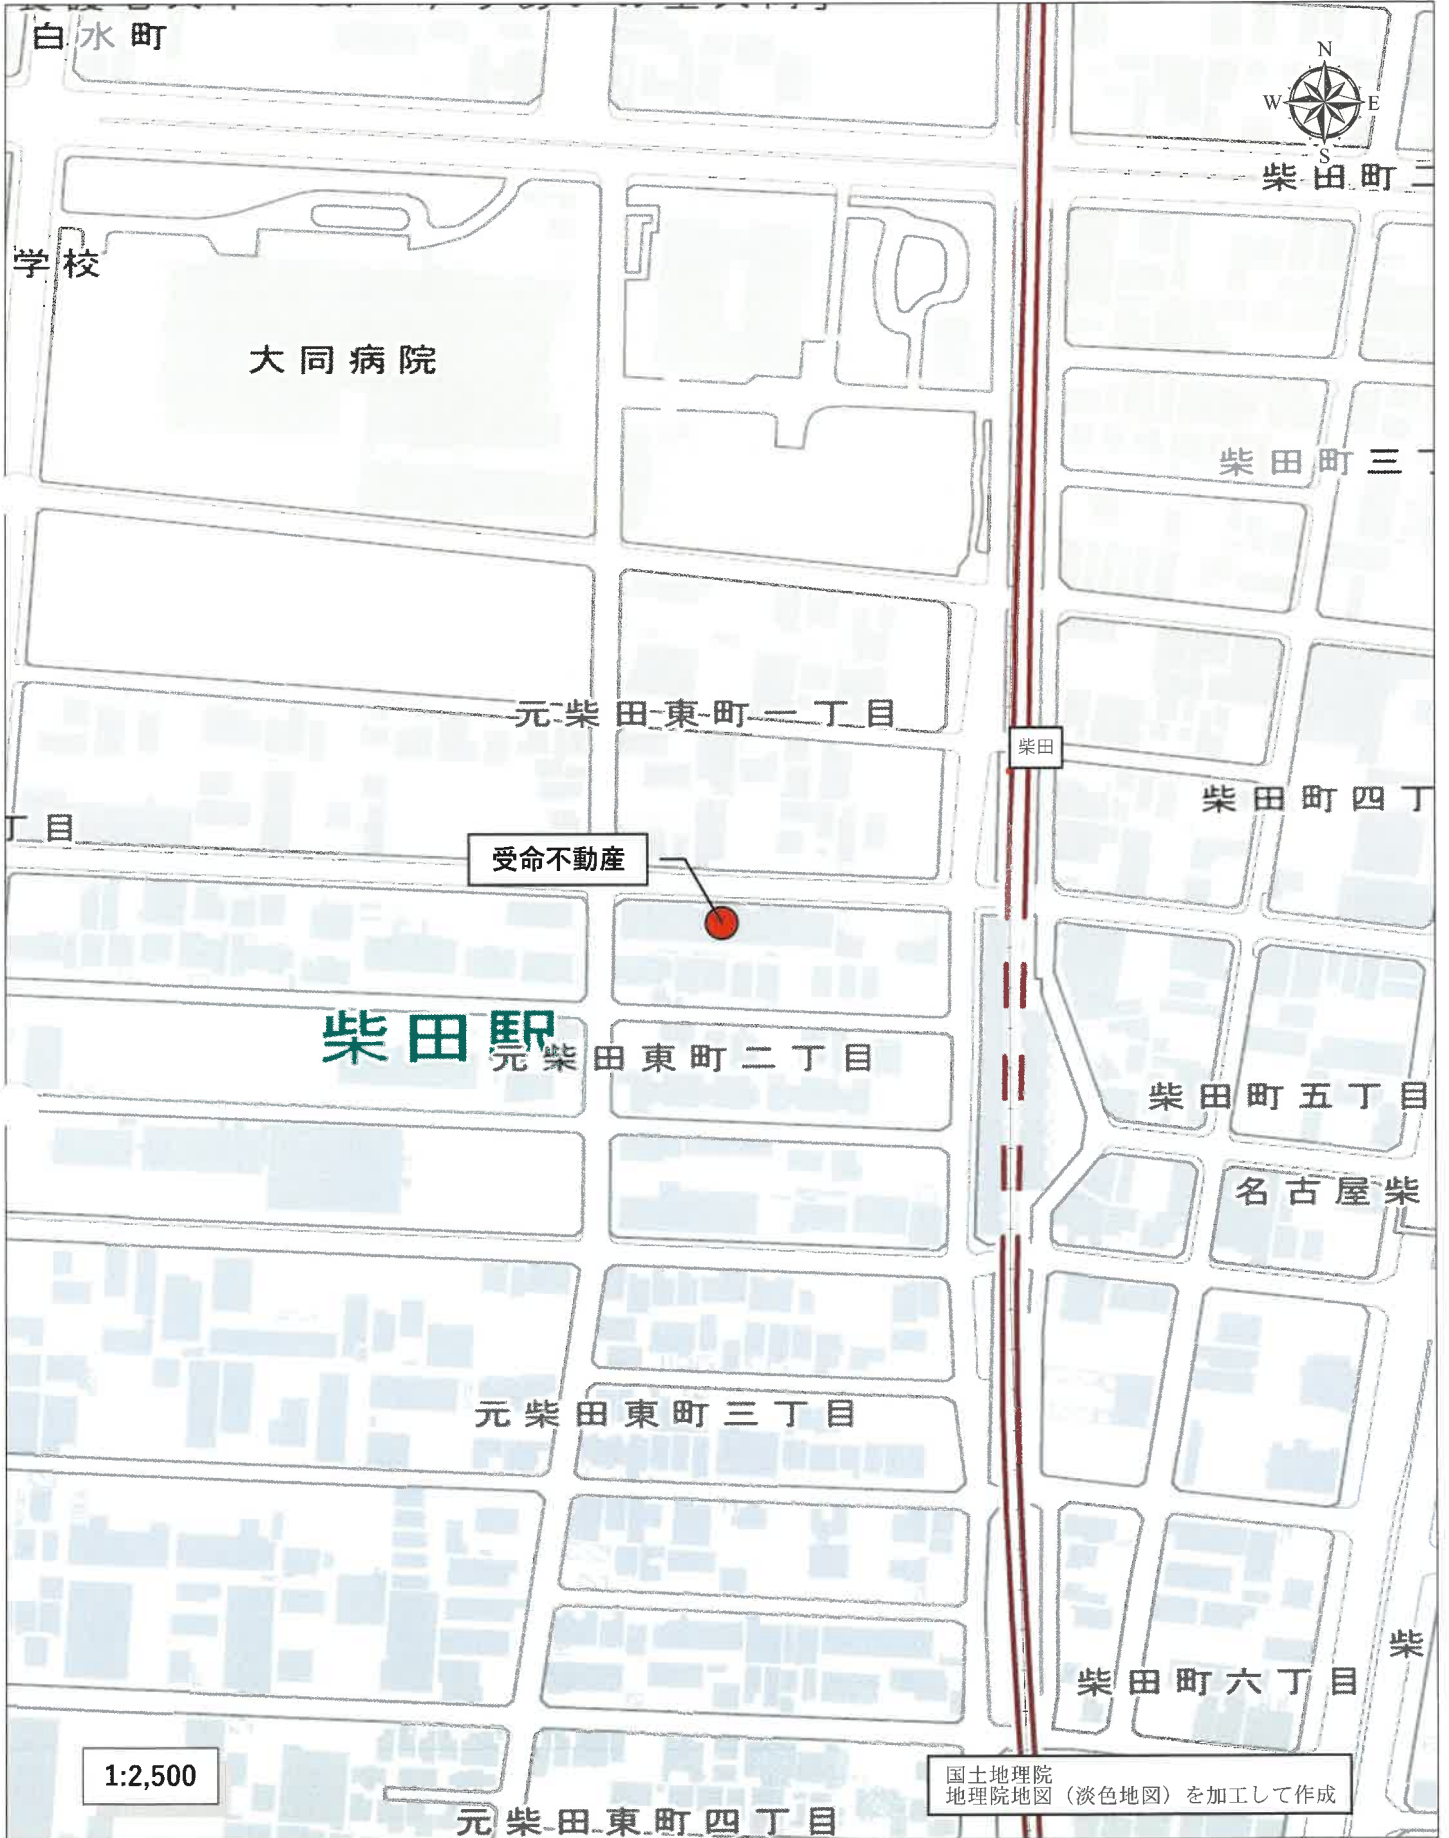 白水町
N
W E
S
柴田町二
学校
大同病院
柴田町三丁
元柴田東町一丁目
柴田
柴田町四丁
丁目
受命不動産
柴田駅
元柴田東町二丁目
柴田町五丁目
名古屋柴
元柴田東町三丁目
柴
柴田町六丁目
1:2,500
国土地理院
地理院地図（淡色地図）を加工して作成
元柴田東町四丁目